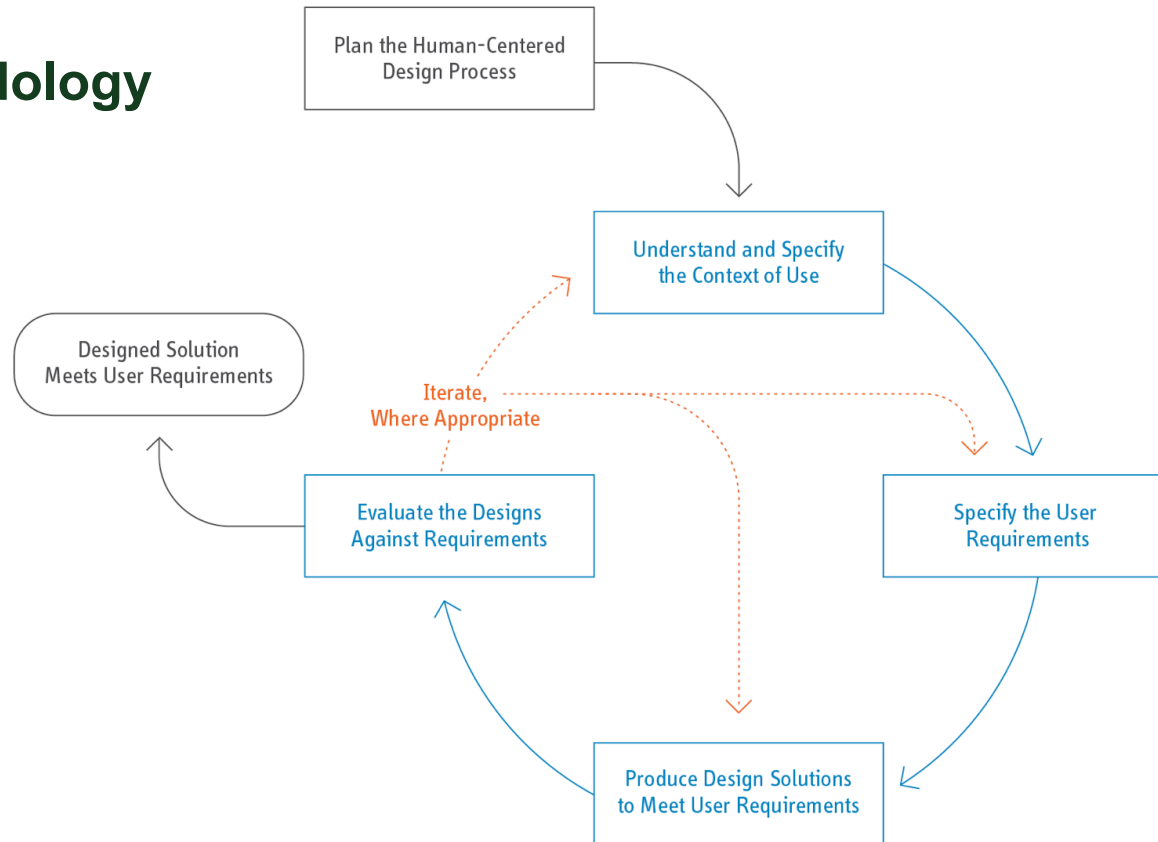 Plan the Human-Centered
Design Process
Understand and Specify
the Context of Use
Designed Solution
Meets User Requirements
Iterate,
Where Appropriate
Evaluate the Designs
Against Requirements
Specify the User
Requirements
Produce Design Solutions
to Meet User Requirements